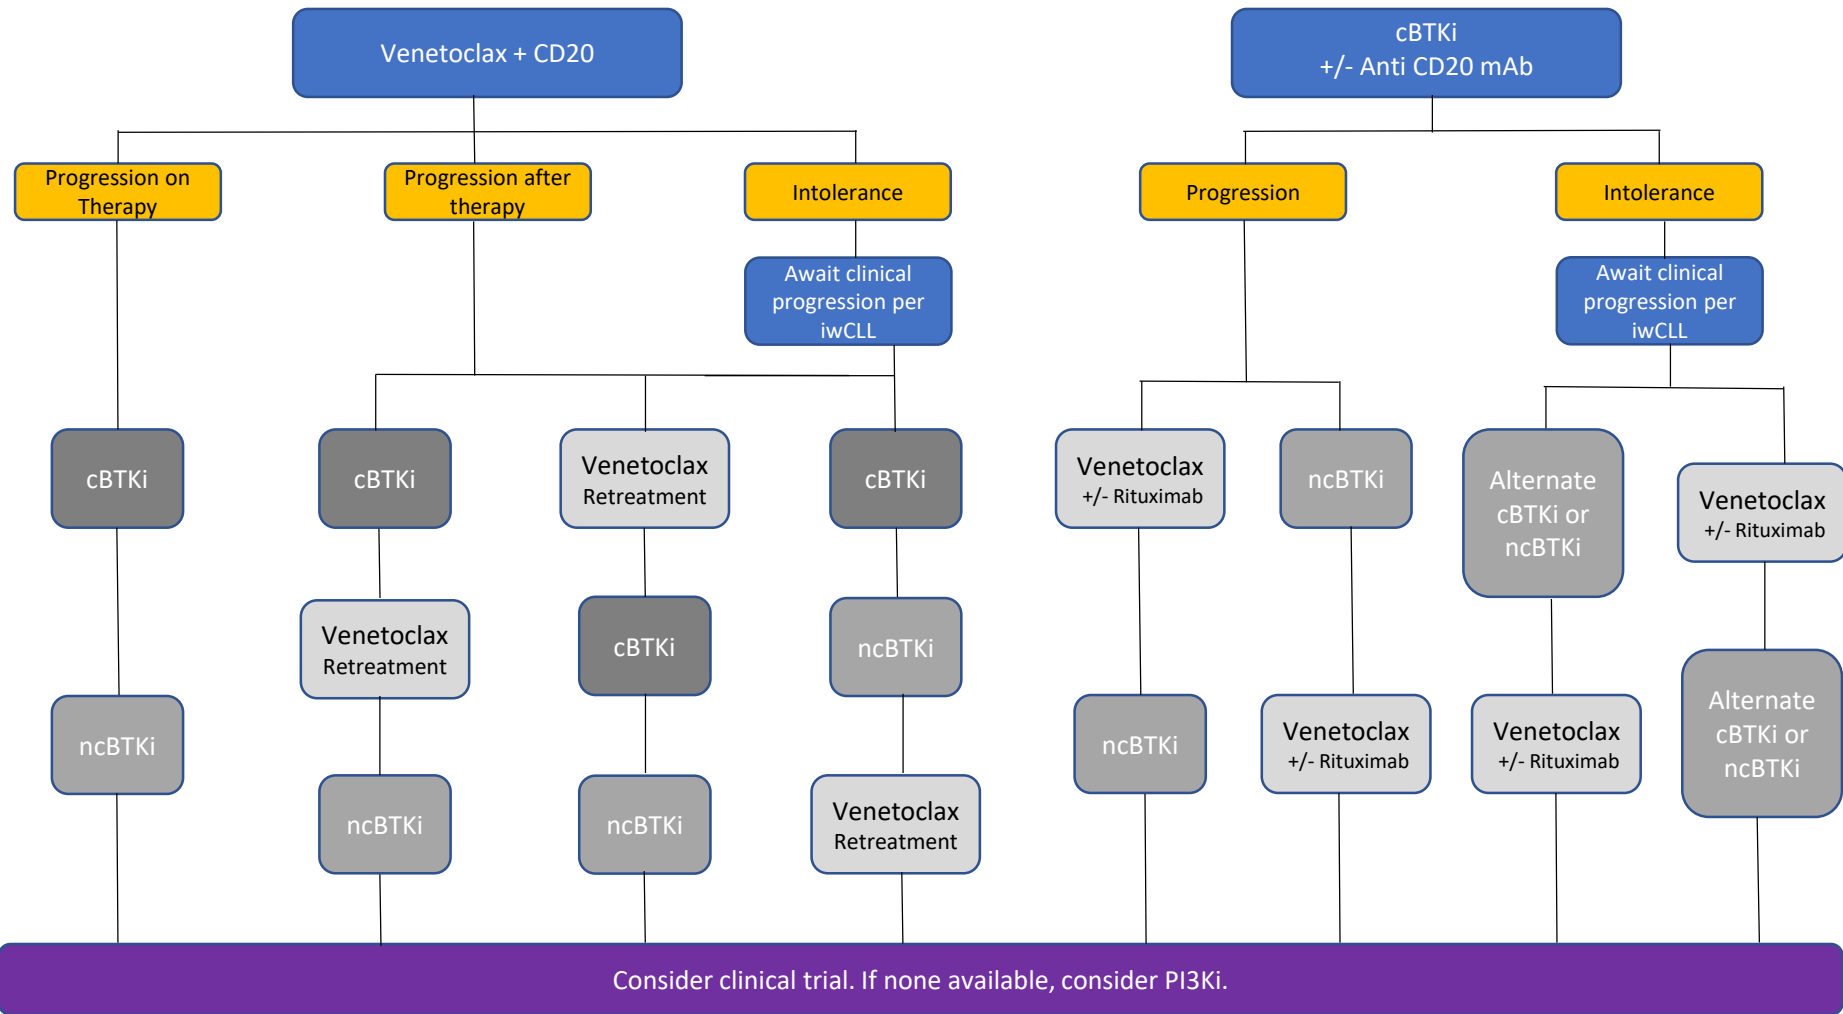 Venetoclax + CD20
cBTKi
+/- Anti CD20 mAb
Progression on
Therapy
Progression after
therapy
Intolerance
Progression
Intolerance
Await clinical
progression per
iwCLL
Await clinical
progression per
iwCLL
cBTKi
cBTKi
Venetoclax
Retreatment
cBTKi
Venetoclax
+/- Rituximab
ncBTKi
Alternate
cBTKi or
ncBTKi
Venetoclax
+/- Rituximab
Venetoclax
Retreatment
cBTKi
ncBTKi
ncBTKi
ncBTKi
ncBTKi
Venetoclax
Retreatment
ncBTKi
Venetoclax
+/- Rituximab
Venetoclax
+/- Rituximab
Alternate
cBTKi or
ncBTKi
Consider clinical trial. If none available, consider PI3Ki.